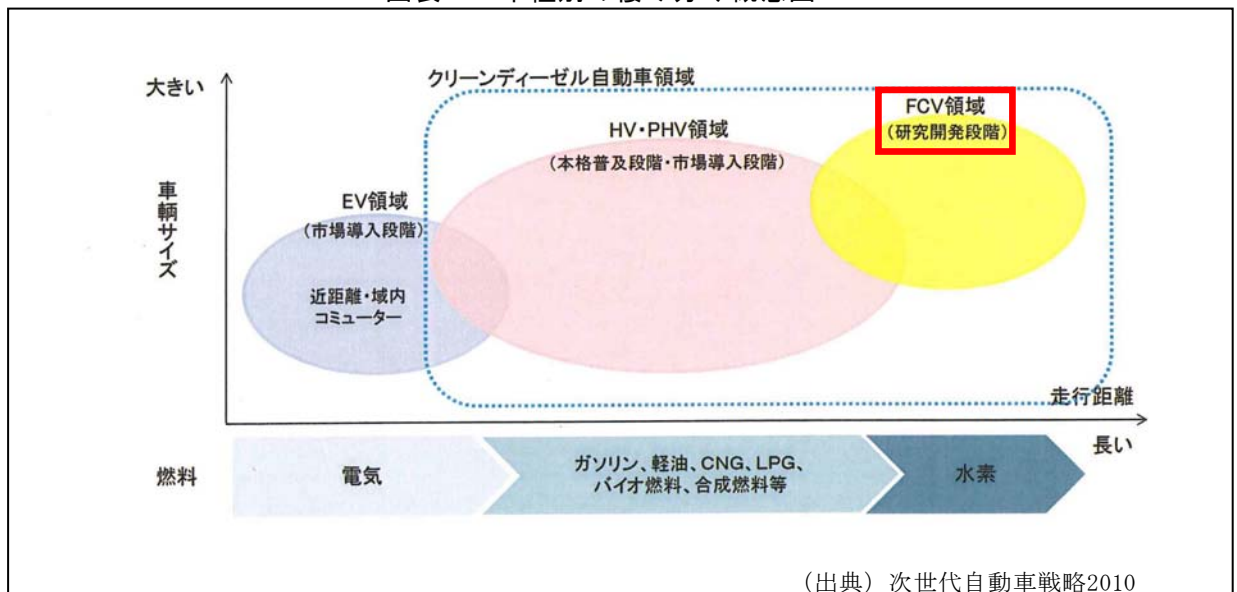 大きい
クリーンディーゼル自動車領域
FCV領域
(研究開発段階)
HV・PHV領域
(本格普及段階・市場導入段階)
車輌サイズ
EV領域
(市場導入段階)
近距離・域内
コミューター
走行距離
長い
燃料
電気
ガソリン、軽油、CNG、LPG、
バイオ燃料、合成燃料等
水素
(出典) 次世代自動車戦略2010